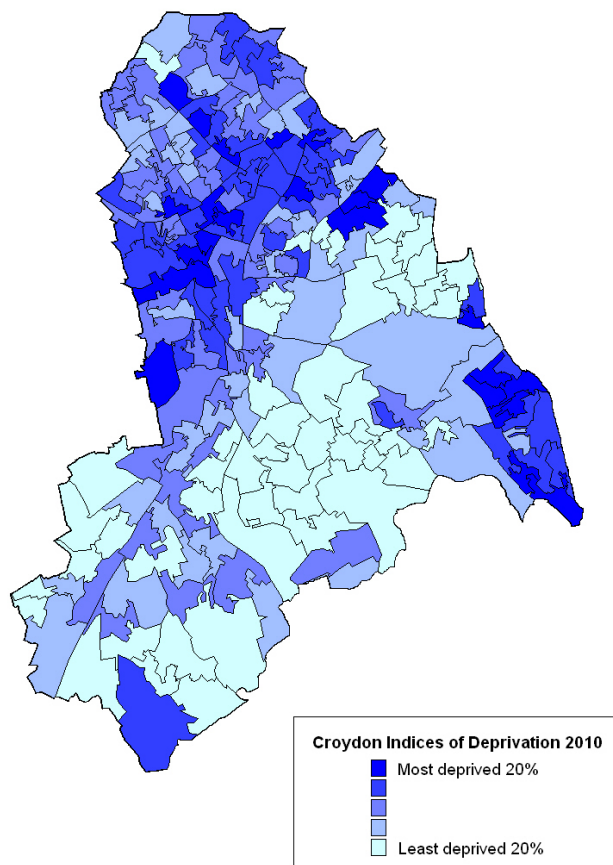 Croydon Indices of Deprivation 2010
Most deprived 20%
Least deprived 20%